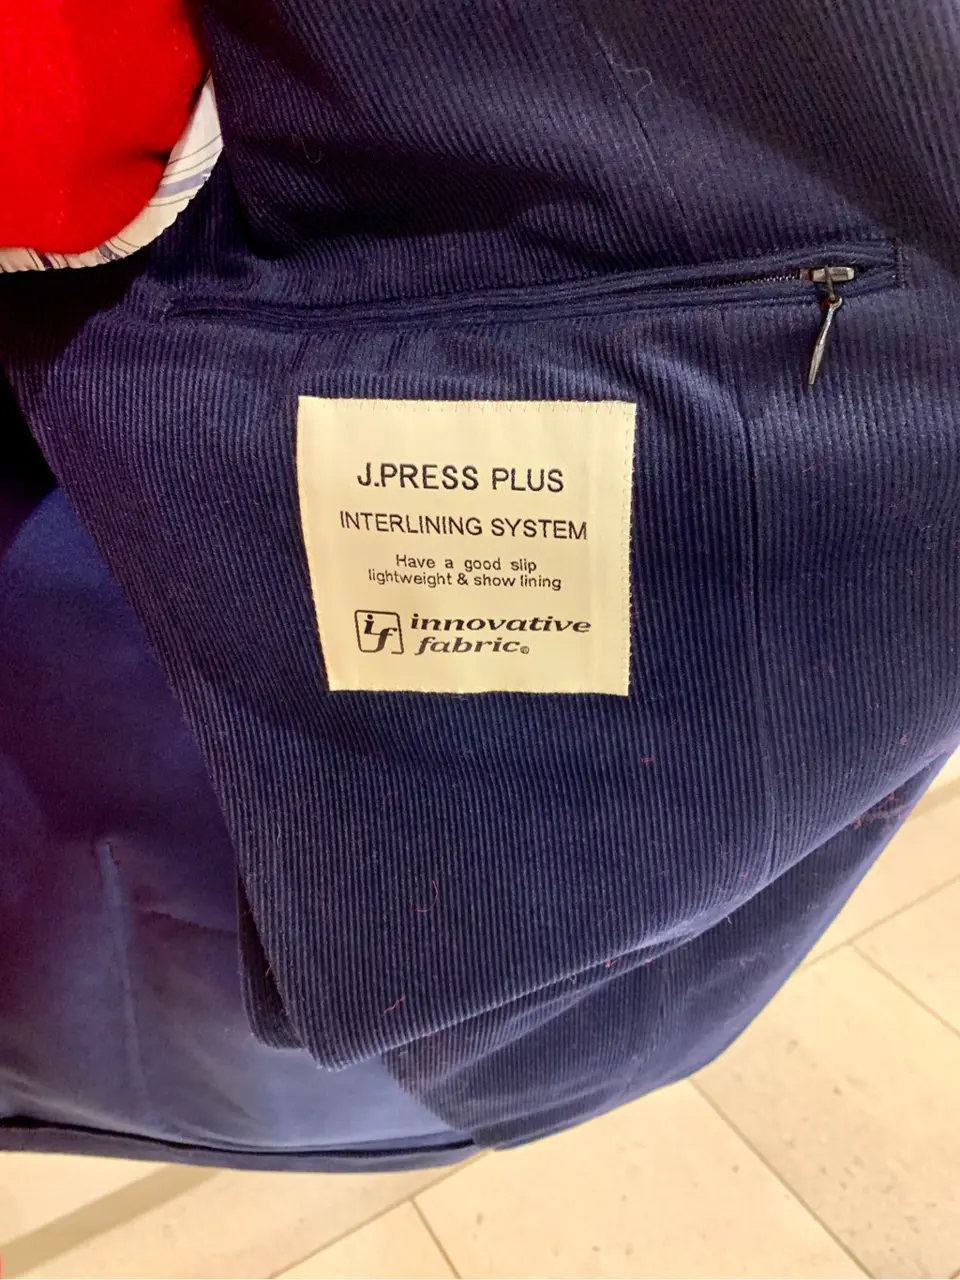 J.PRESS PLUS
INTERLINING SYSTEM
Have a good slip
lightweight & show lining
if innovative
fabric®